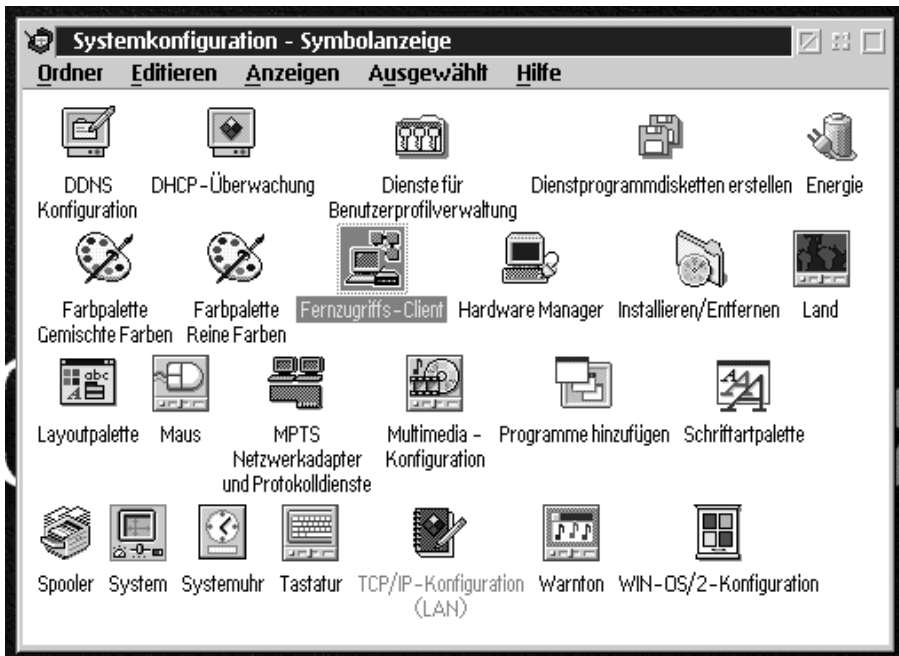 Systemkonfiguration - Symbolanzeige
Ordner Editieren Anzeigen Ausgewählt Hilfe
DDNS Konfiguration
DHCP-Überwachung
Dienste für
Benutzerprofilverwaltung
Dienstprogrammdisketten erstellen
Energie
Farbpalette
Gemischte Farben
Farbpalette
Reine Farben
Fernzugriffs-Client
Hardware Manager
Installieren/Entfernen
Land
Layoutpalette
Maus
MPTS
Netzwerkadapter
und Protokolldienste
Multimedia -
Konfiguration
Programme hinzufügen
Schriftartpalette
Spooler
System
Systemuhr
Tastatur
TCP/IP-Konfiguration
(LAN)
Warnton
WIN-OS/2-Konfiguration